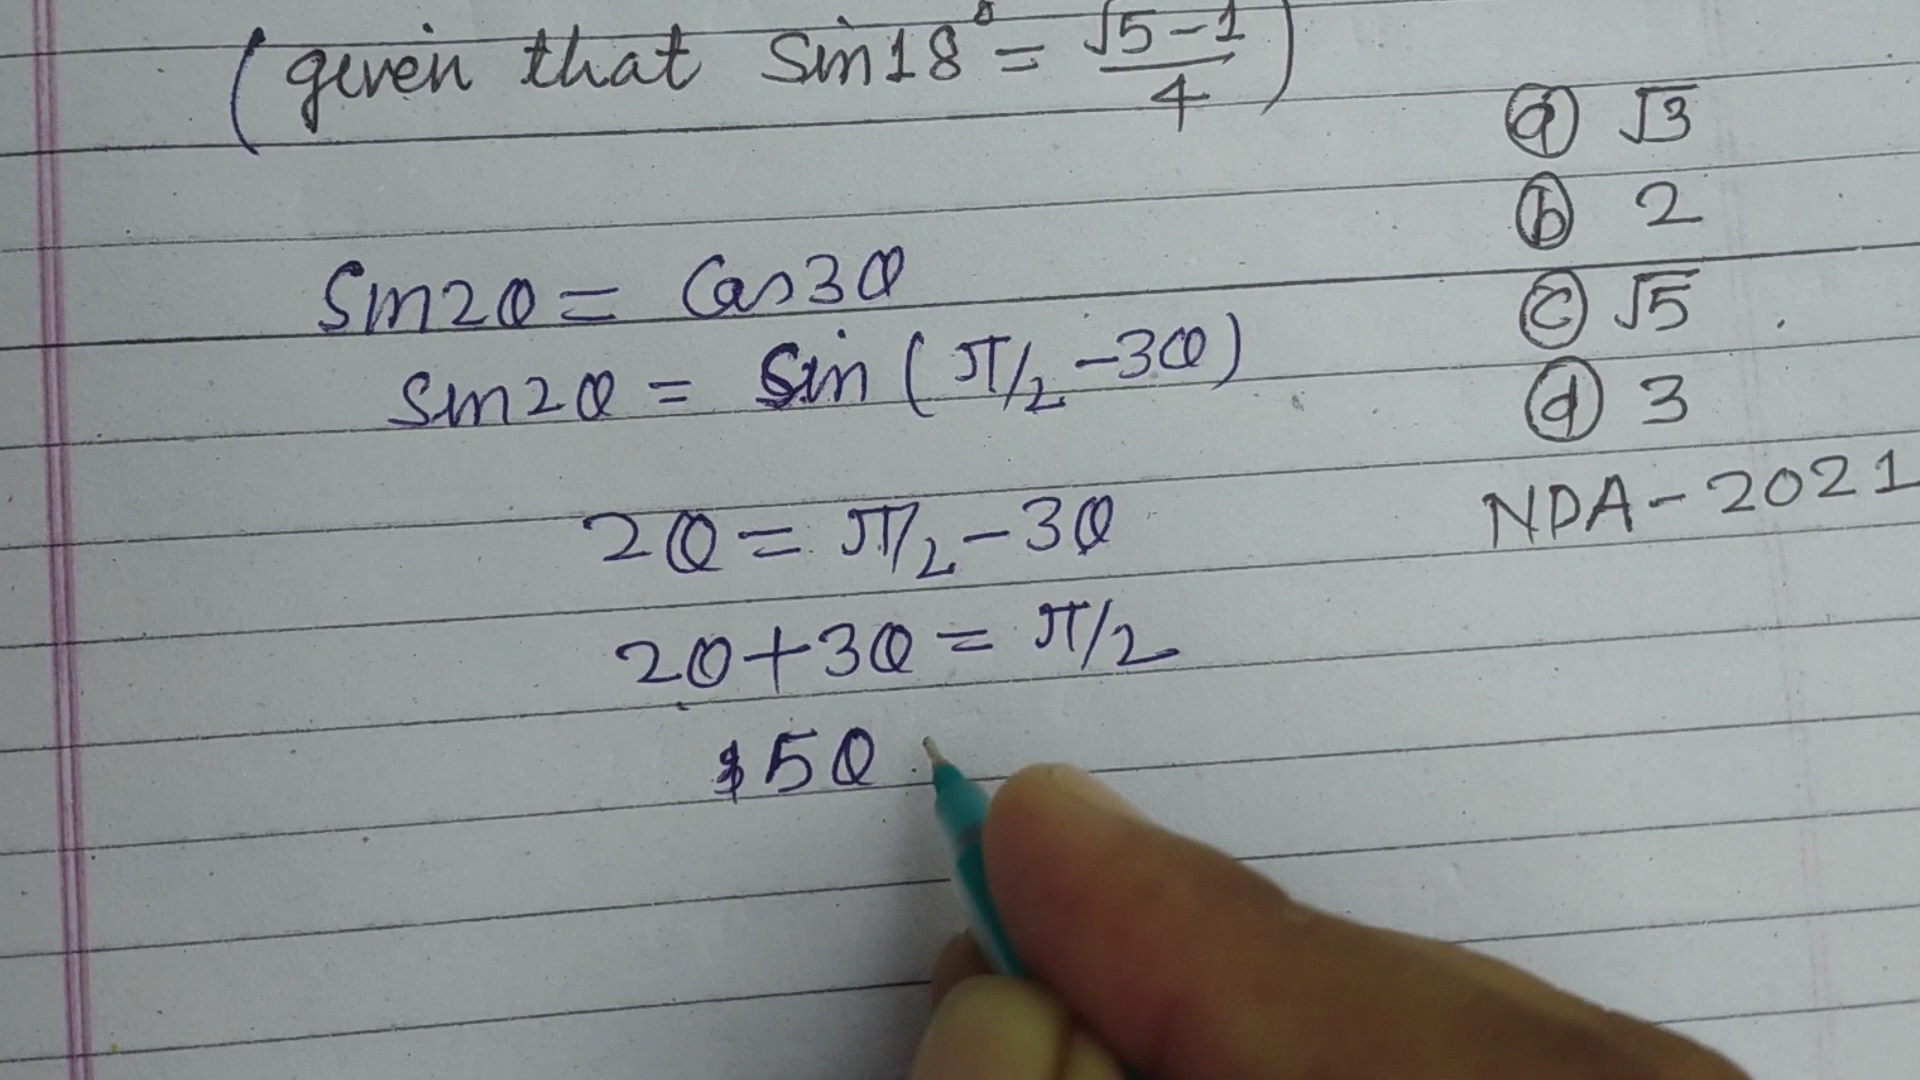 (given that Sin18° = √5-1/4)
ⓐ √3
ⓑ 2
ⓒ √5
ⓓ 3
NDA-2021
Sin2θ = Cos3θ
Sin2θ = Sin(π/2-3θ)
2θ = π/2-3θ
2θ+3θ = π/2
5θ